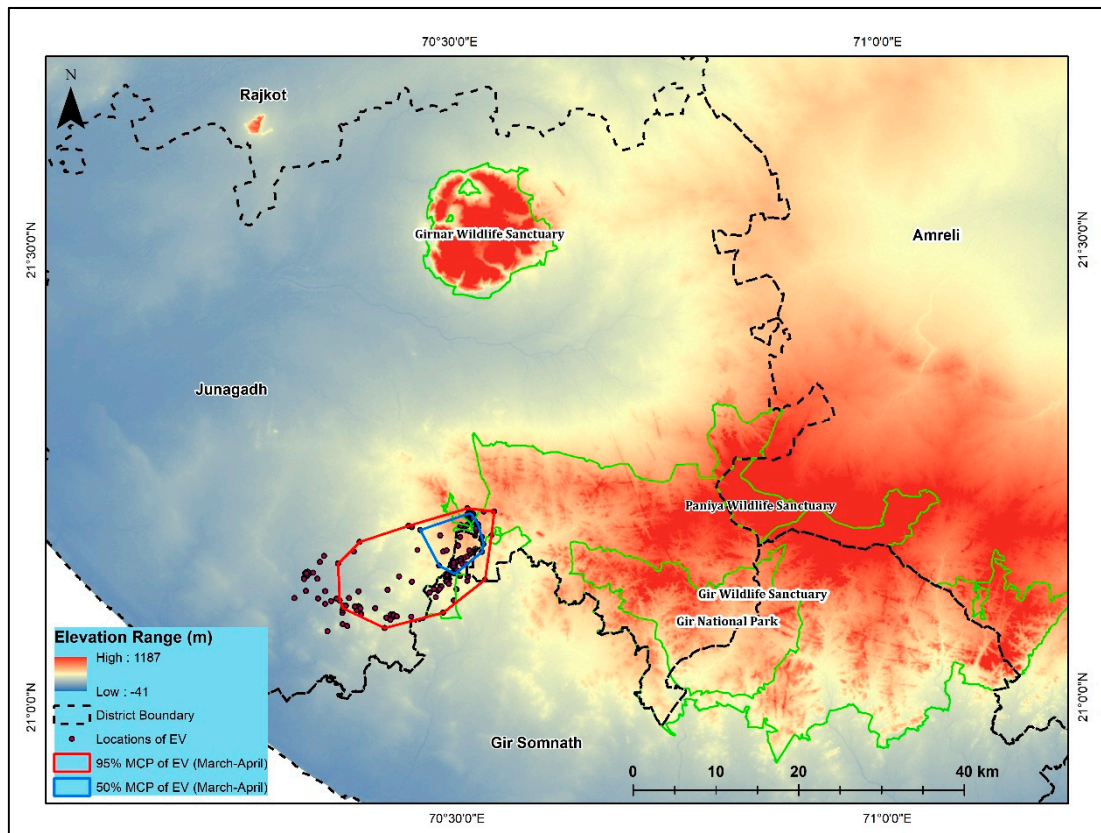 70°30'0"E
71°0'0"E
N
Rajkot
21°30'0"N
Girnar Wildlife Sanctuary
Amreli
21°30'0"N
Junagadh
Paniya Wildlife Sanctuary
Gir Wildlife Sanctuary
Gir National Park
Elevation Range (m)
High : 1187
Low : -41
District Boundary
Locations of EV
95% MCP of EV (March-April)
50% MCP of EV (March-April)
21°0'0"N
21°0'0"N
Gir Somnath
0 10 20 40 km
70°30'0"E
71°0'0"E